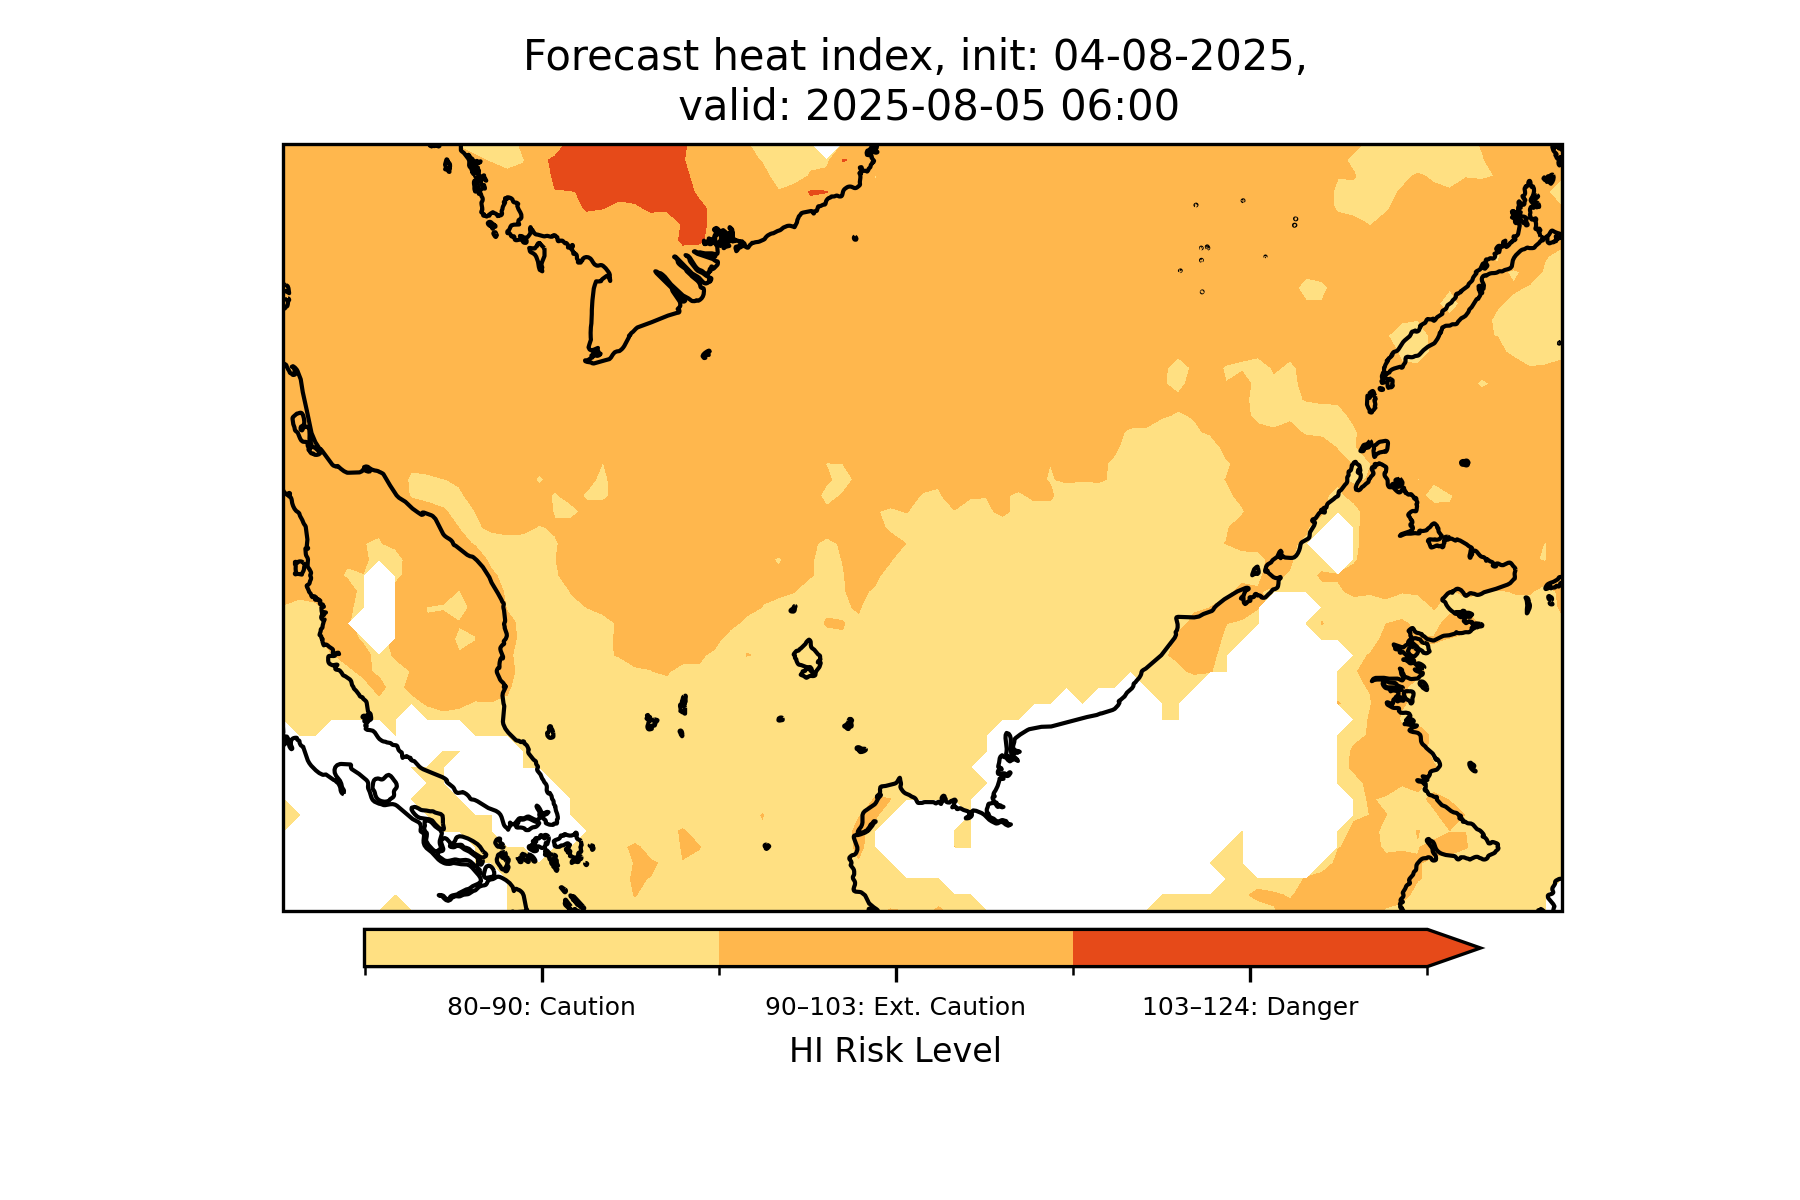 Forecast heat index, init: 04-08-2025,
valid: 2025-08-05 06:00
80–90: Caution
90–103: Ext. Caution
103–124: Danger
HI Risk Level